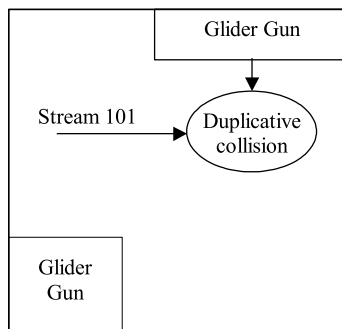 Glider Gun
Stream 101
Duplicative
collision
Glider
Gun